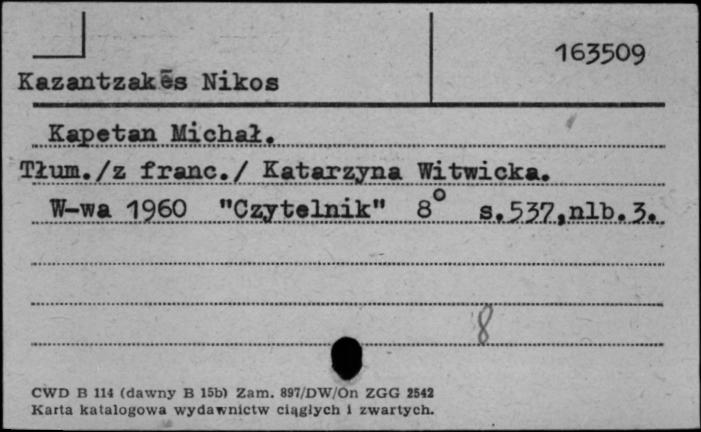 163509
Kazantzakēs Nikos
Kapetan Michał.
Tłum./z franc./ Katarzyna Witwicka.
W-wa 1960 "Czytelnik" 8° s.537,nlb.3.
8
CWD B 114 (dawny B 15b) Zam. 897/DW/On ZGG 2542
Karta katalogowa wydawnictw ciągłych i zwartych.